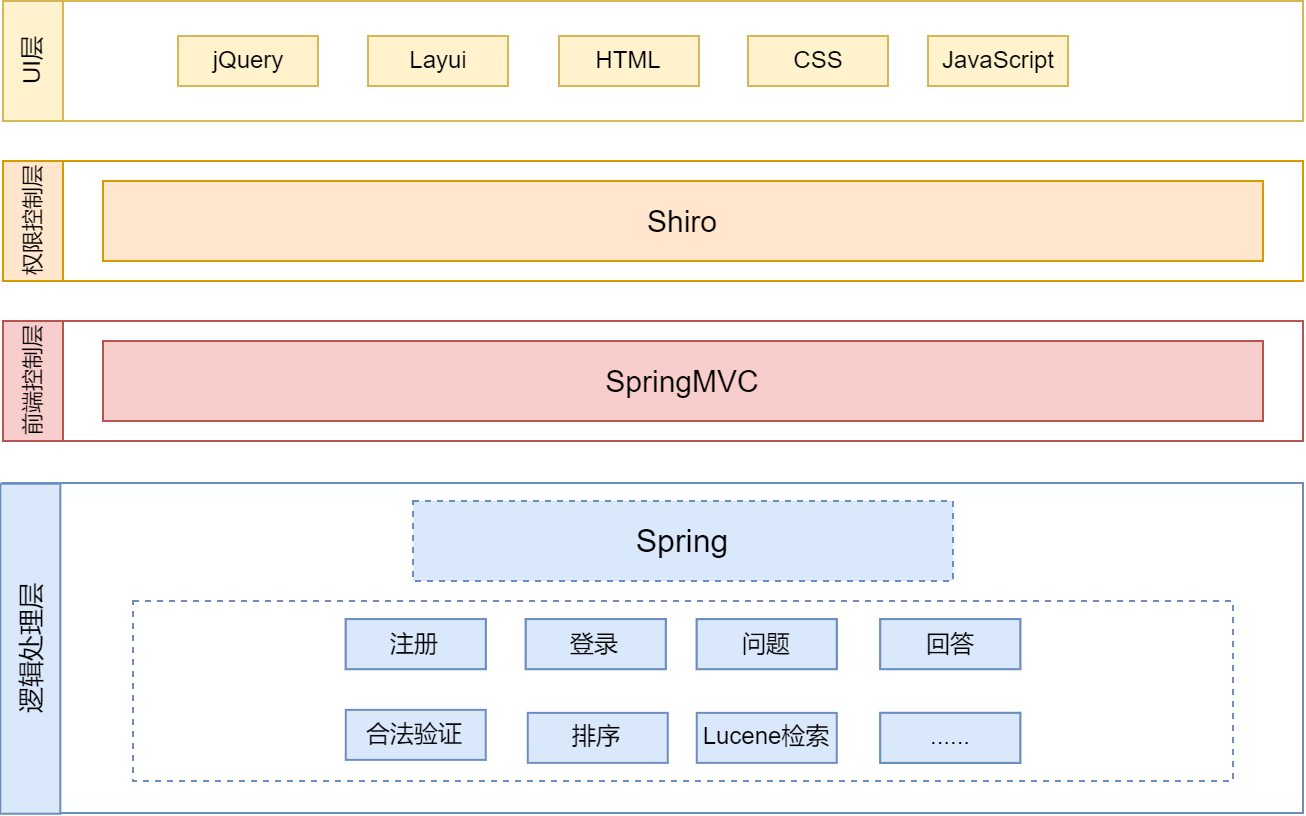 UI层
jQuery
Layui
HTML
CSS
JavaScript
权限控制层
Shiro
前端控制层
SpringMVC
逻辑处理层
Spring
注册
登录
问题
回答
合法验证
排序
Lucene检索
......